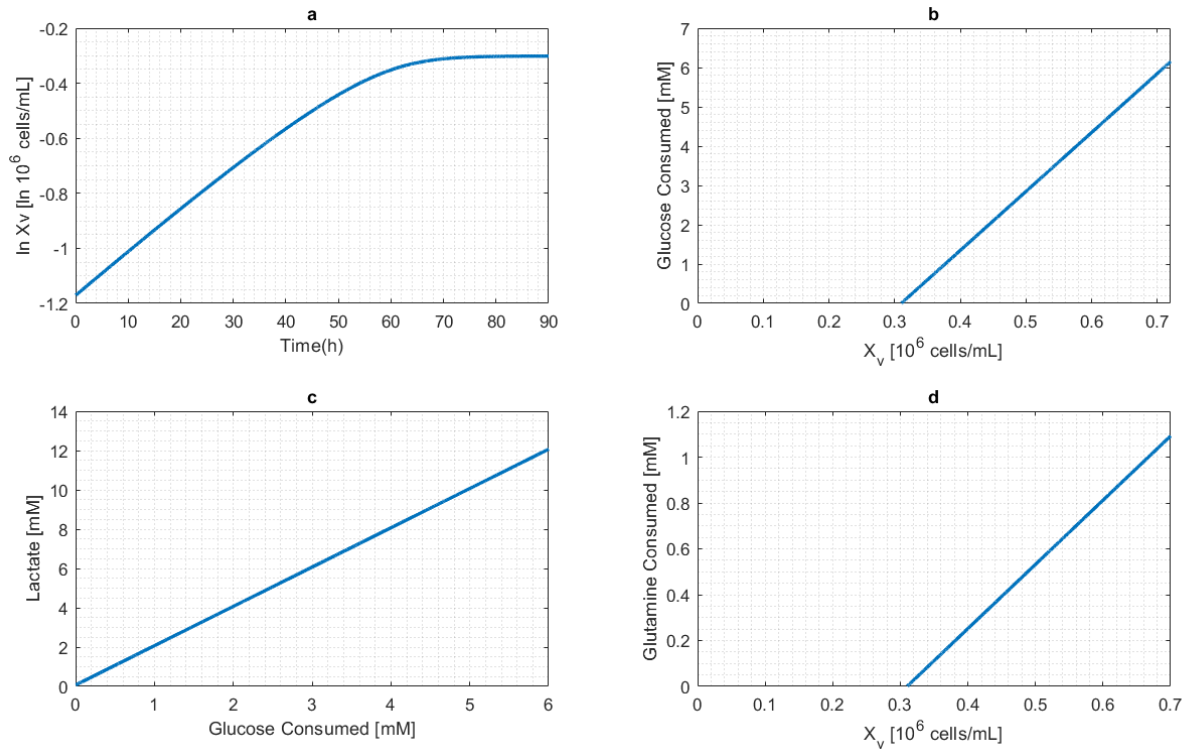 a
-0.2
-0.4
-0.6
-0.8
-1
-1.2
ln Xv [ln 10^6 cells/mL]
0 10 20 30 40 50 60 70 80 90
Time(h)
b
7
6
5
4
3
2
1
0
Glucose Consumed [mM]
0 0.1 0.2 0.3 0.4 0.5 0.6 0.7
X_v [10^6 cells/mL]
c
14
12
10
8
6
4
2
0
Lactate [mM]
0 1 2 3 4 5 6
Glucose Consumed [mM]
d
1.2
1
0.8
0.6
0.4
0.2
0
Glutamine Consumed [mM]
0 0.1 0.2 0.3 0.4 0.5 0.6 0.7
X_v [10^6 cells/mL]